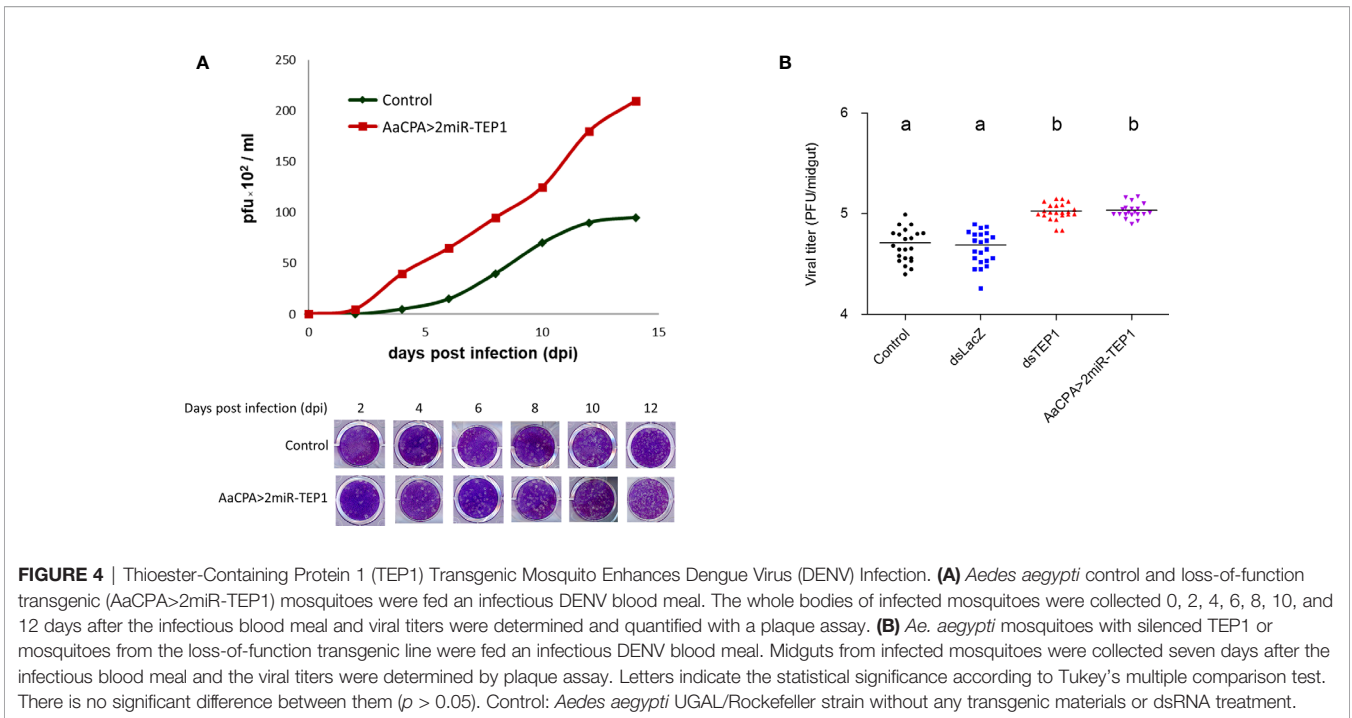 A
250
200
150
100
50
0
pfu×10² / ml
Control
AaCPA>2miR-TEP1
0 5 10 15
days post infection (dpi)
Days post infection (dpi) 2 4 6 8 10 12
Control
AaCPA>2miR-TEP1
B
6
5
4
Viral titer (PFU/midgut)
a a b b
Control
dsLacZ
dsTEP1
AaCPA>2miR-TEP1
FIGURE 4 | Thioester-Containing Protein 1 (TEP1) Transgenic Mosquito Enhances Dengue Virus (DENV) Infection. (A) Aedes aegypti control and loss-of-function
transgenic (AaCPA>2miR-TEP1) mosquitoes were fed an infectious DENV blood meal. The whole bodies of infected mosquitoes were collected 0, 2, 4, 6, 8, 10, and
12 days after the infectious blood meal and viral titers were determined and quantified with a plaque assay. (B) Ae. aegypti mosquitoes with silenced TEP1 or
mosquitoes from the loss-of-function transgenic line were fed an infectious DENV blood meal. Midguts from infected mosquitoes were collected seven days after the
infectious blood meal and the viral titers were determined by plaque assay. Letters indicate the statistical significance according to Tukey's multiple comparison test.
There is no significant difference between them (p > 0.05). Control: Aedes aegypti UGAL/Rockefeller strain without any transgenic materials or dsRNA treatment.